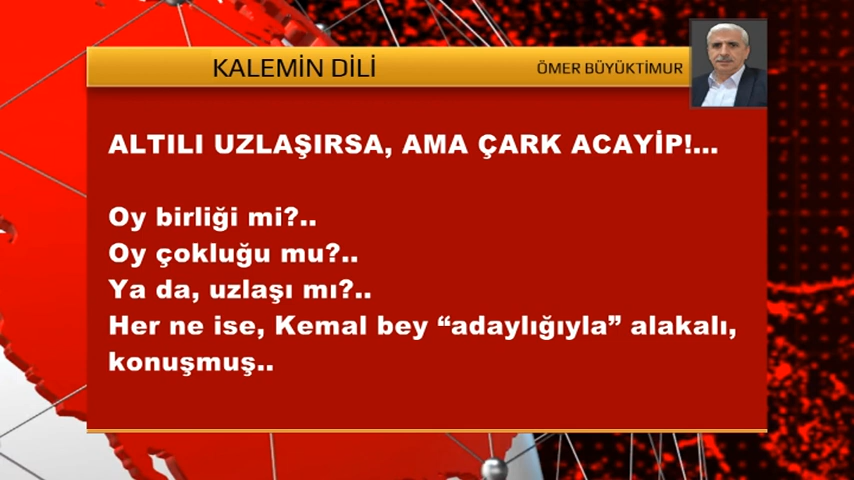 KALEMİN DİLİ
ÖMER BÜYÜKTİMUR
ALTILI UZLAŞIRSA, AMA ÇARK ACAYİP!...
Oy birliği mi?..
Oy çokluğu mu?..
Ya da, uzlaşı mı?..
Her ne ise, Kemal bey “adaylığıyla” alakalı,
konuşmuş..